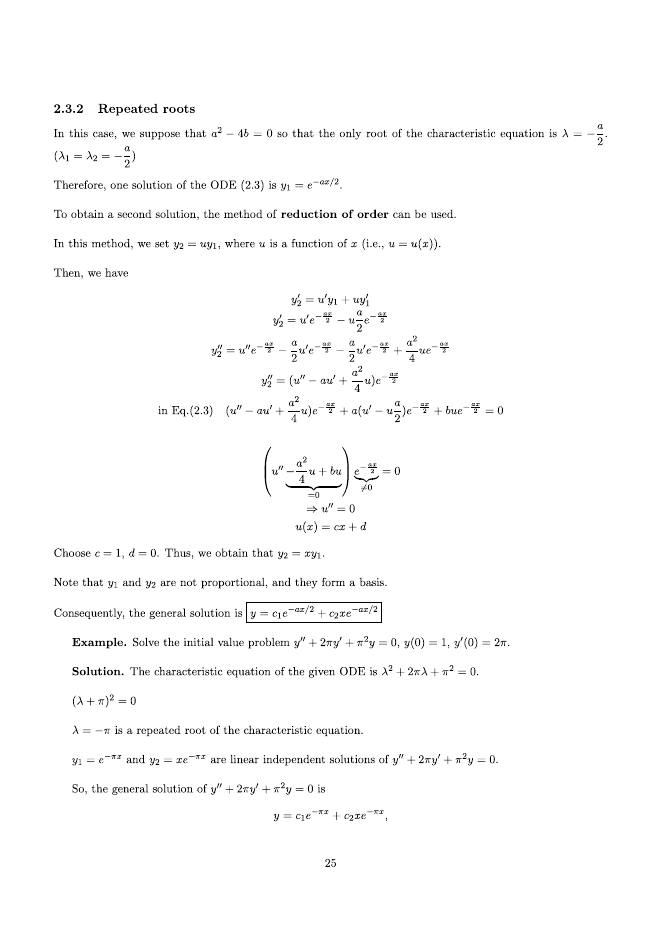 2.3.2 Repeated roots
In this case, we suppose that a² − 4b = 0 so that the only root of the characteristic equation is λ = −a/2.
(λ₁ = λ₂ = −a/2)
Therefore, one solution of the ODE (2.3) is y₁ = e^{−ax/2}.
To obtain a second solution, the method of reduction of order can be used.
In this method, we set y₂ = uy₁, where u is a function of x (i.e., u = u(x)).
Then, we have
y₂′ = u′y₁ + uy₁′
y₂′ = u′e^{−ax/2} − u a/2 e^{−ax/2}
y₂″ = u″e^{−ax/2} − a/2 u′e^{−ax/2} − a/2 u′e^{−ax/2} + a²/4 ue^{−ax/2}
y₂″ = (u″ − au′ + a²/4 u)e^{−ax/2}
in Eq.(2.3) (u″ − au′ + a²/4 u)e^{−ax/2} + a(u′ − u a/2)e^{−ax/2} + bue^{−ax/2} = 0
(u″ −a²/4 u + bu) e^{−ax/2} = 0
=0 ≠0
⇒ u″ = 0
u(x) = cx + d
Choose c = 1, d = 0. Thus, we obtain that y₂ = xy₁.
Note that y₁ and y₂ are not proportional, and they form a basis.
Consequently, the general solution is y = c₁e^{−ax/2} + c₂xe^{−ax/2}
Example. Solve the initial value problem y″ + 2πy′ + π²y = 0, y(0) = 1, y′(0) = 2π.
Solution. The characteristic equation of the given ODE is λ² + 2πλ + π² = 0.
(λ + π)² = 0
λ = −π is a repeated root of the characteristic equation.
y₁ = e^{−πx} and y₂ = xe^{−πx} are linear independent solutions of y″ + 2πy′ + π²y = 0.
So, the general solution of y″ + 2πy′ + π²y = 0 is
y = c₁e^{−πx} + c₂xe^{−πx},
25